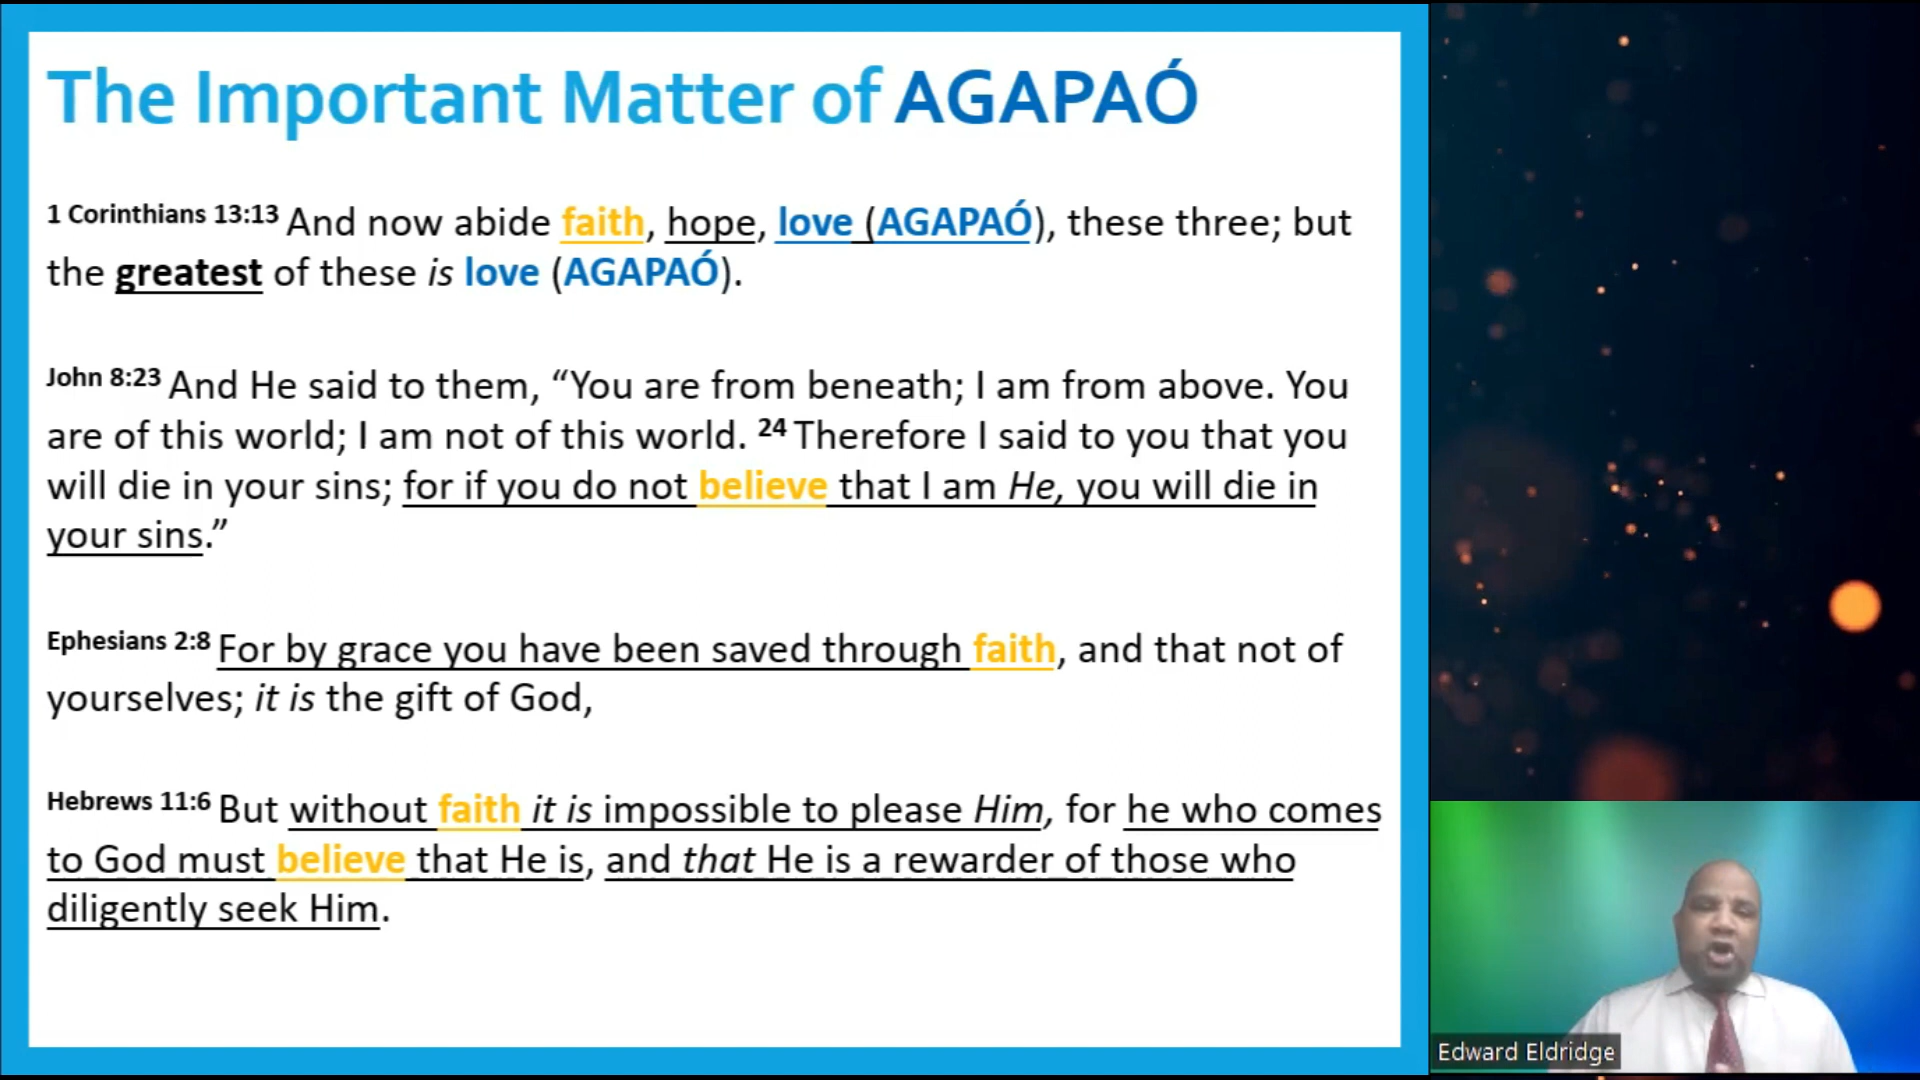 The Important Matter of AGAPAÓ
1 Corinthians 13:13 And now abide faith, hope, love (AGAPAÓ), these three; but
the greatest of these is love (AGAPAÓ).
John 8:23 And He said to them, “You are from beneath; I am from above. You
are of this world; I am not of this world. 24 Therefore I said to you that you
will die in your sins; for if you do not believe that I am He, you will die in
your sins.”
Ephesians 2:8 For by grace you have been saved through faith, and that not of
yourselves; it is the gift of God,
Hebrews 11:6 But without faith it is impossible to please Him, for he who comes
to God must believe that He is, and that He is a rewarder of those who
diligently seek Him.
Edward Eldridge